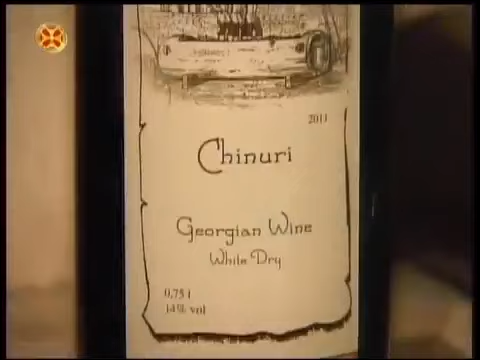 2011
Chinuri
Georgian Wine
White Dry
0,75 l
14% vol